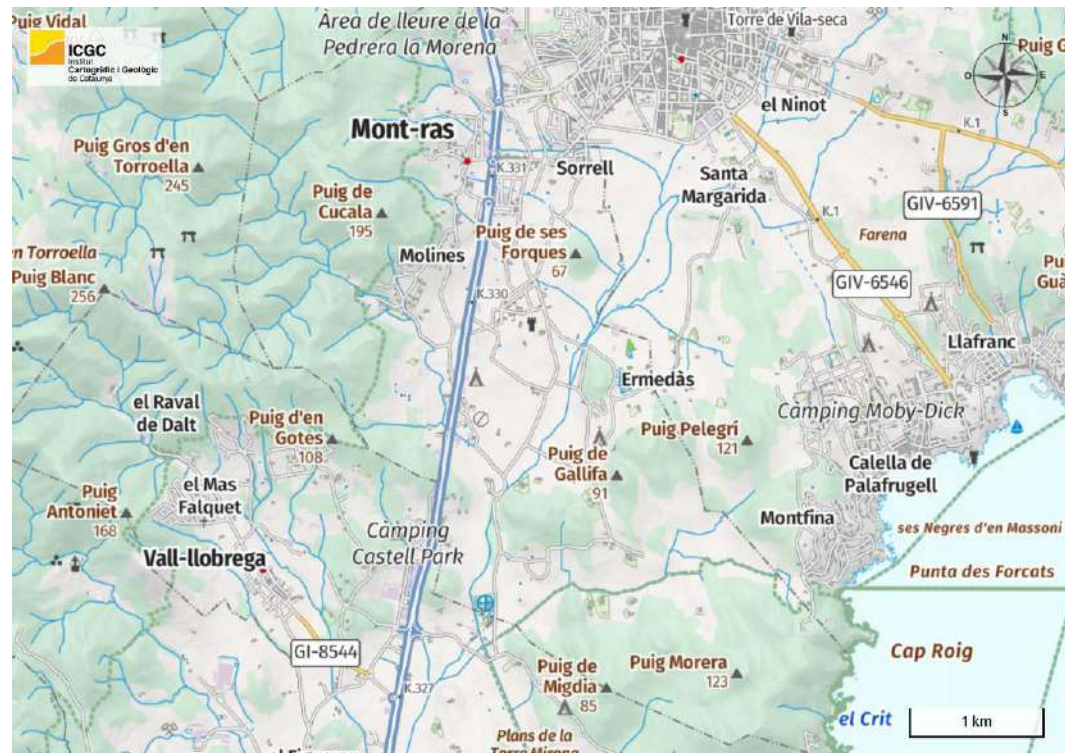 Puig Vidal
Àrea de lleure de la
Pedrera la Morena
Torre de Vila-seca
ICGC
Institut
Cartogràfic i Geològic
de Catalunya
N
O
E
S
Puig G
el Ninot
K.1
Mont-ras
Puig Gros d'en
Torroella
245
K.331
Sorrell
Santa
Margarida
Puig de
Cucala
195
GIV-6591
K.1
Farena
Puig de ses
Forques
67
en Torroella
Puig Blanc
256
Molines
K.330
GIV-6546
Pui
Guà
Llafranc
Ermedàs
el Raval
de Dalt
Puig d'en
Gotes
108
Càmping Moby-Dick
Puig Pelegrí
121
Puig de
Gallifa
91
Calella de
Palafrugell
el Mas
Falquet
Puig
Antoniet
168
Montfina
Càmping
Castell Park
ses Negres d'en Massoni
Vall-llobrega
Punta des Forcats
GI-8544
Cap Roig
Puig de
Migdia
85
Puig Morera
123
K.327
el Crit
1 km
Plans de la